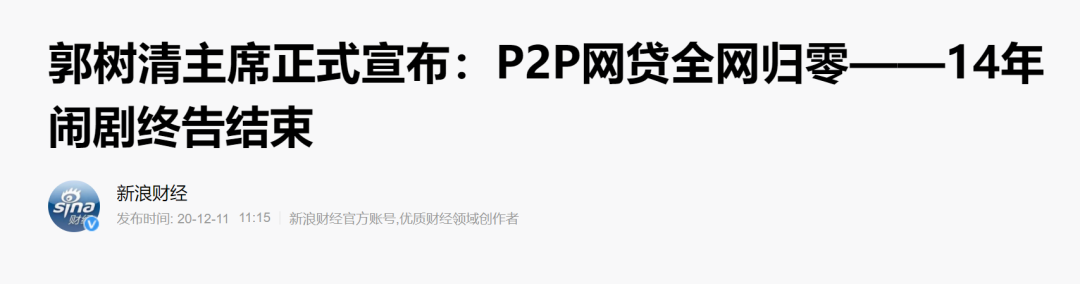 郭树清主席正式宣布：P2P网贷全网归零——14年
闹剧终告结束
sina
财经
新浪财经
发布时间: 20-12-11 11:15 新浪财经官方账号,优质财经领域创作者